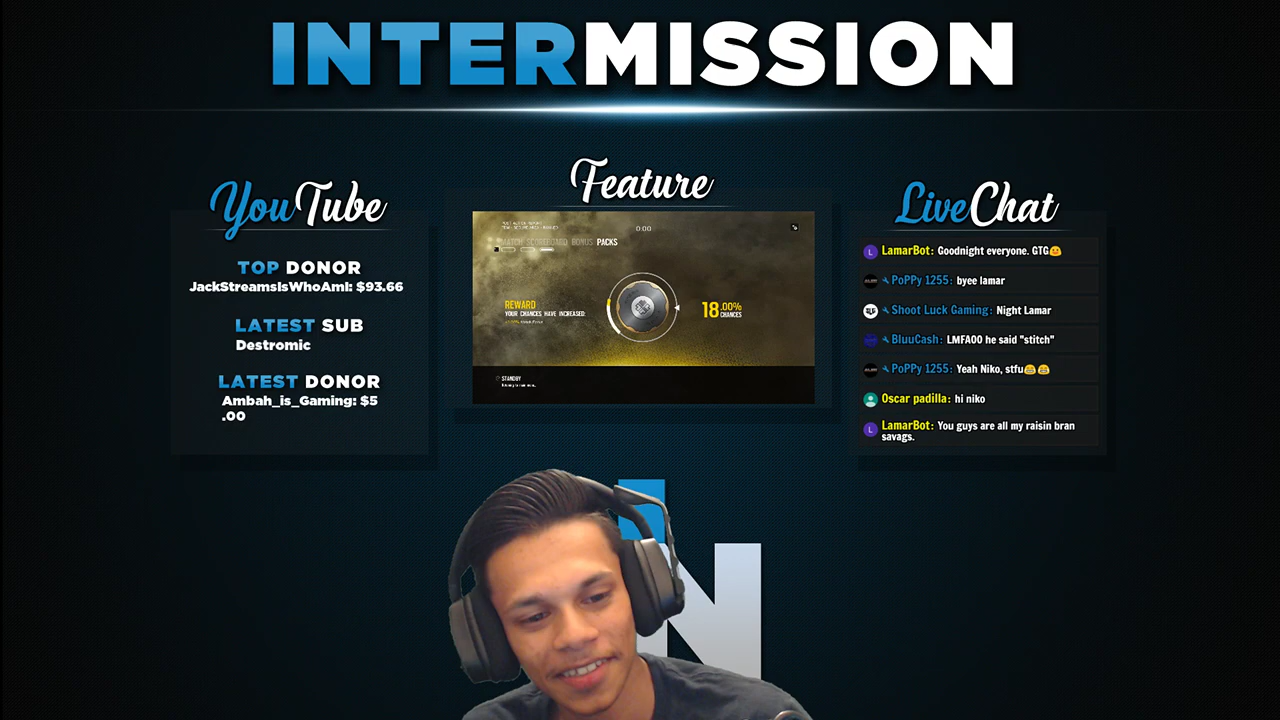 INTERMISSION
YouTube
TOP DONOR
JackStreamsIsWhoAmI: $93.66
LATEST SUB
Destromic
LATEST DONOR
Ambah_is_Gaming: $5
.00
Feature
0:00
MATCH SCOREBOARD BONUS PACKS
REWARD
YOUR CHANCES HAVE INCREASED:
18.00%
CHANCES
STANDBY
LiveChat
L LamarBot: Goodnight everyone. GTG🙂
PoPPy 1255: byee lamar
Shoot Luck Gaming: Night Lamar
BluuCash: LMFAOO he said "stitch"
PoPPy 1255: Yeah Niko, stfu😂😂
Oscar padilla: hi niko
L LamarBot: You guys are all my raisin bran
savags.
N